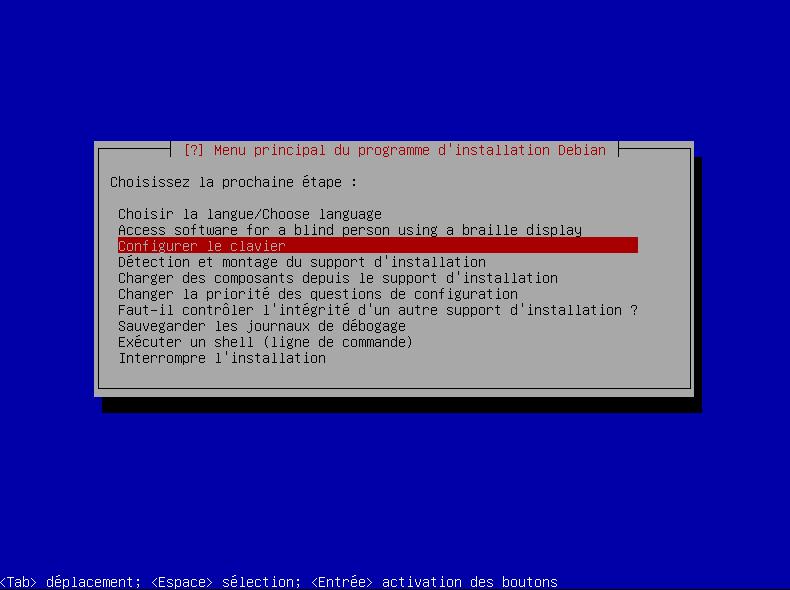 [?] Menu principal du programme d'installation Debian
Choisissez la prochaine étape :
Choisir la langue/Choose language
Access software for a blind person using a braille display
Configurer le clavier
Détection et montage du support d'installation
Charger des composants depuis le support d'installation
Changer la priorité des questions de configuration
Faut-il contrôler l'intégrité d'un autre support d'installation ?
Sauvegarder les journaux de débogage
Exécuter un shell (ligne de commande)
Interrompre l'installation
<Tab> déplacement; <Espace> sélection; <Entrée> activation des boutons